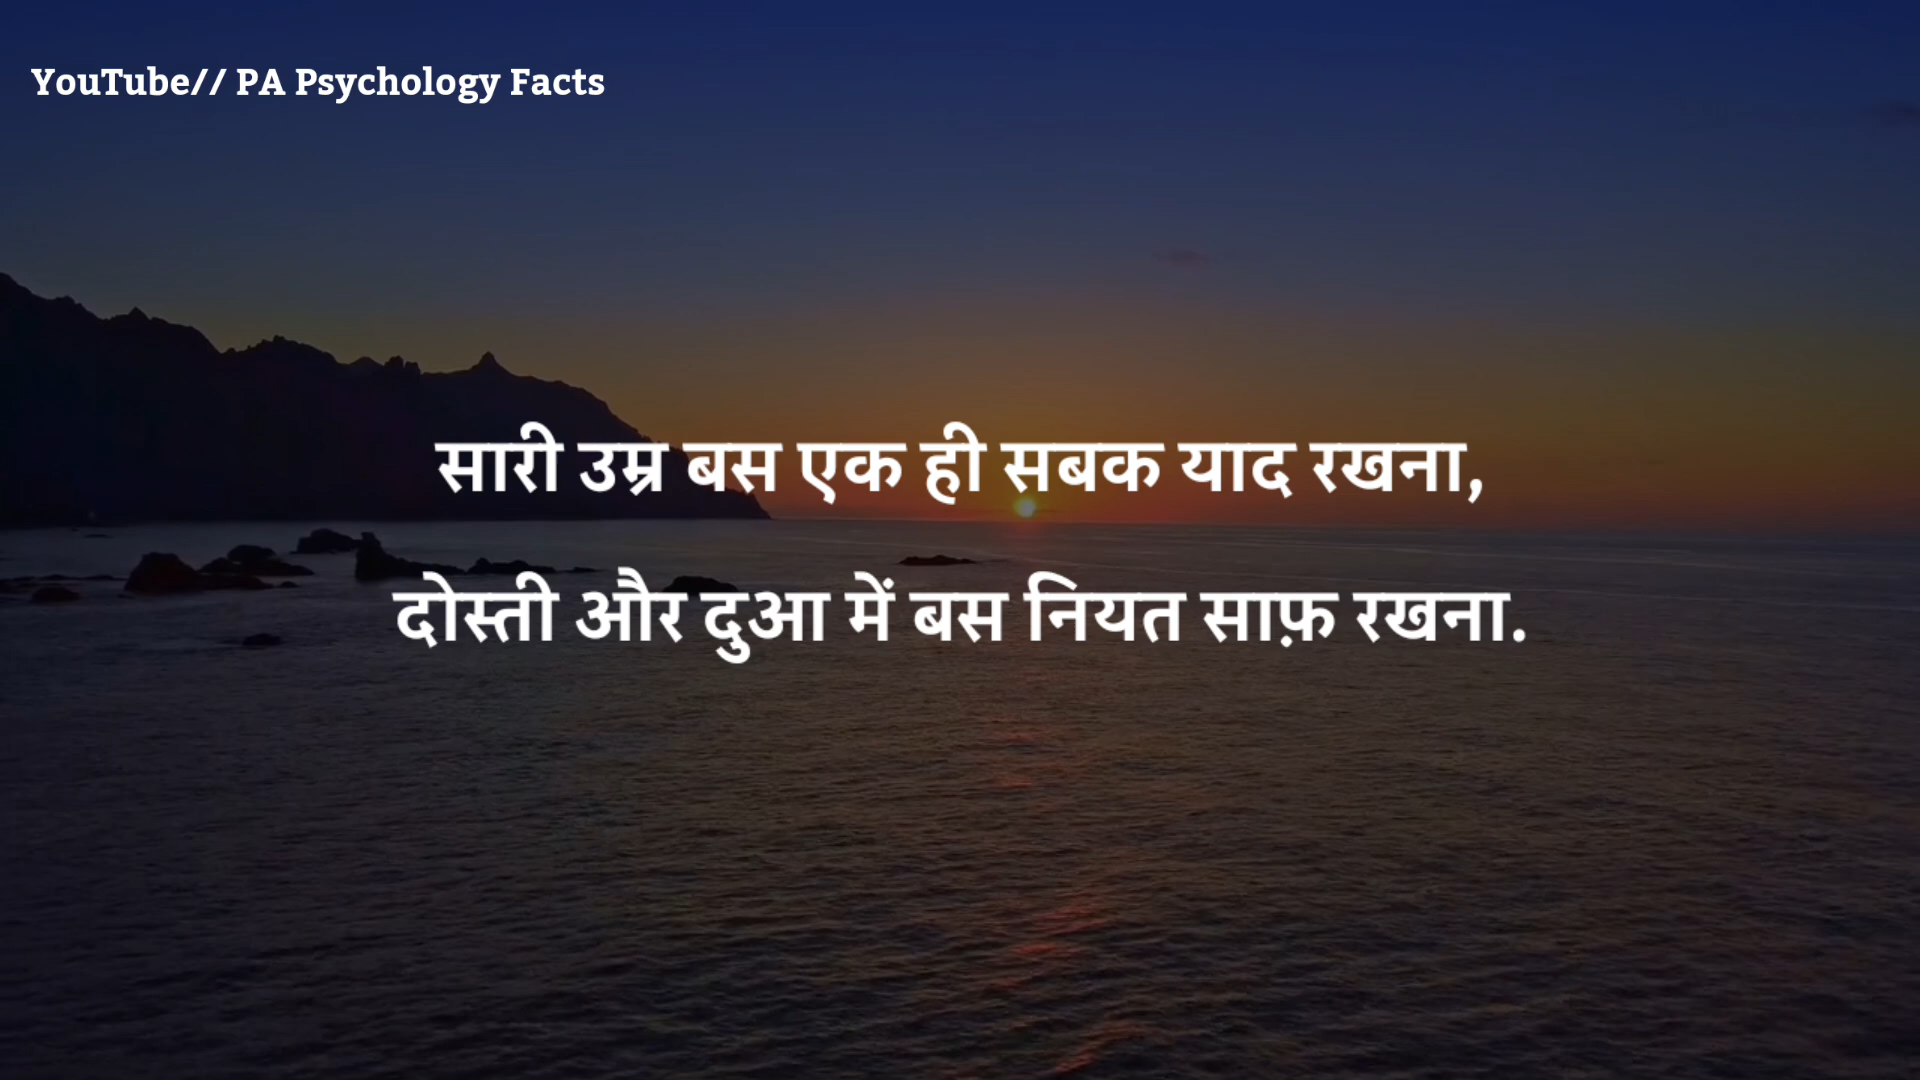 YouTube// PA Psychology Facts
सारी उम्र बस एक ही सबक याद रखना,
दोस्ती और दुआ में बस नियत साफ़ रखना.